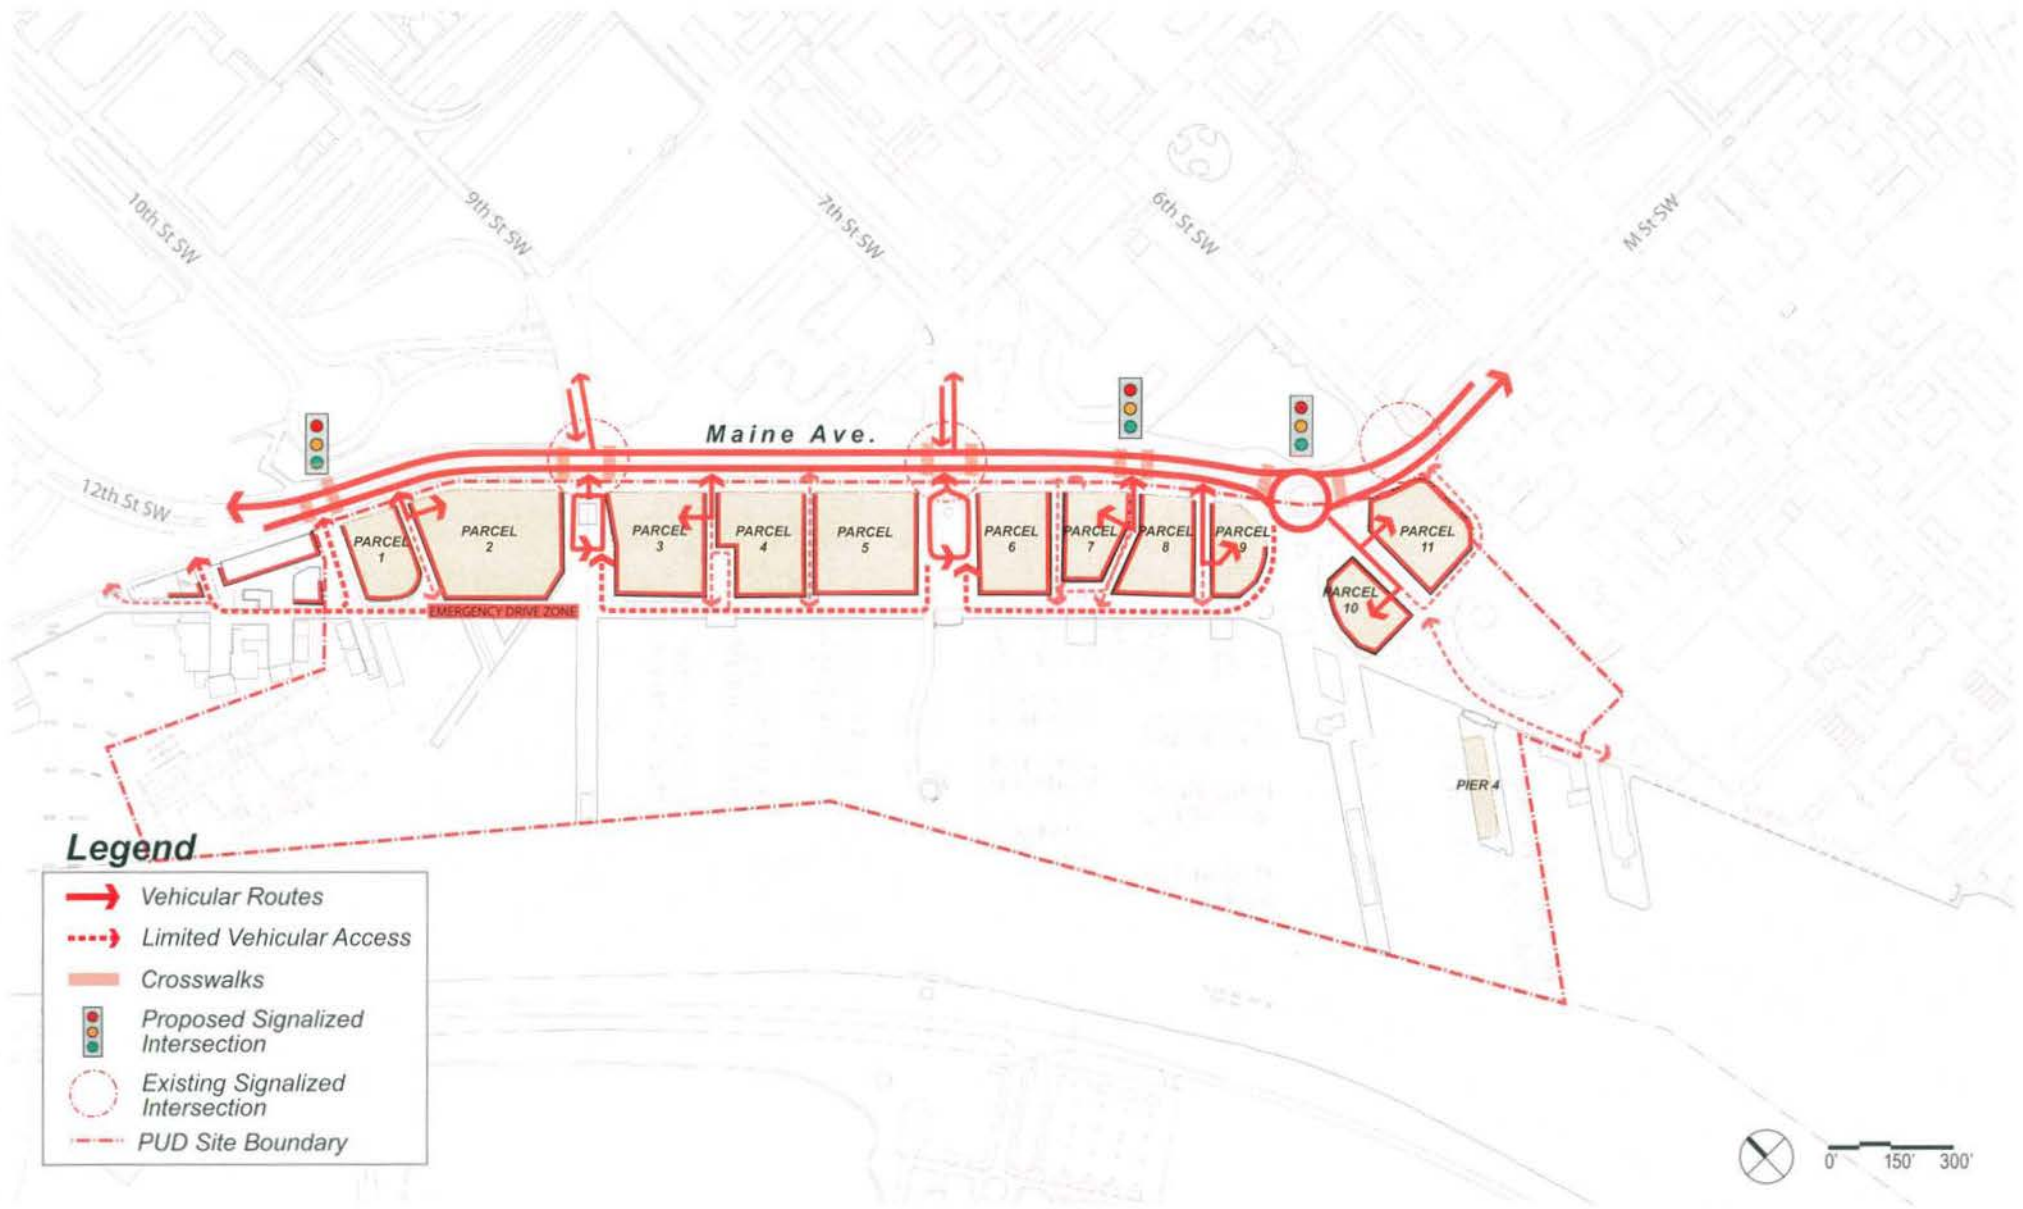 10th St SW
9th St SW
7th St SW
6th St SW
M St SW
12th St SW
Maine Ave.
PARCEL
1
PARCEL
2
PARCEL
3
PARCEL
4
PARCEL
5
PARCEL
6
PARCEL
7
PARCEL
8
PARCEL
9
PARCEL
10
PARCEL
11
EMERGENCY DRIVE ZONE
PIER 4
Legend
Vehicular Routes
Limited Vehicular Access
Crosswalks
Proposed Signalized
Intersection
Existing Signalized
Intersection
PUD Site Boundary
0' 150' 300'